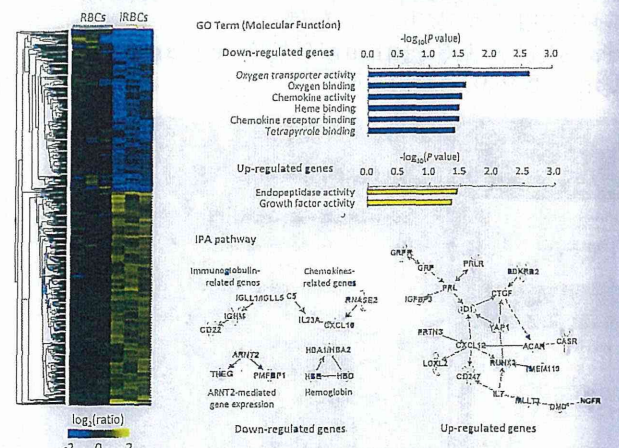 RBCs iRBCs
GO Term (Molecular Function)
Down-regulated genes
-log10(P value)
0.0 0.5 1.0 1.5 2.0 2.5 3.0
Oxygen transporter activity
Oxygen binding
Chemokine activity
Heme binding
Chemokine receptor binding
Tetrapyrrole binding
Up-regulated genes
-log10(P value)
0.0 0.5 1.0 1.5 2.0 2.5 3.0
Endopeptidase activity
Growth factor activity
IPA pathway
Immunoglobulin-
related genes
Chemokines-
related genes
IGLL1/IGLL5 C5
IGHM
CD22
RNASE2
IL23A
CXCL10
ARNT2
THEG PMFBP1
ARNT2-mediated
gene expression
HBA1/HBA2
HBE HBD
Hemoglobin
Down-regulated genes
GRPR
GRP
PRLR
BDKRB2
PRL
IGFBP3
CTGF
ID1
YAP1
PRTN3
CXCL12
ACAN
CASR
LOXL2
RUNX2
TMEM119
CD247
IL7
MLLT3
DMD
NGFR
Up-regulated genes
log2(ratio)
-2 0 2